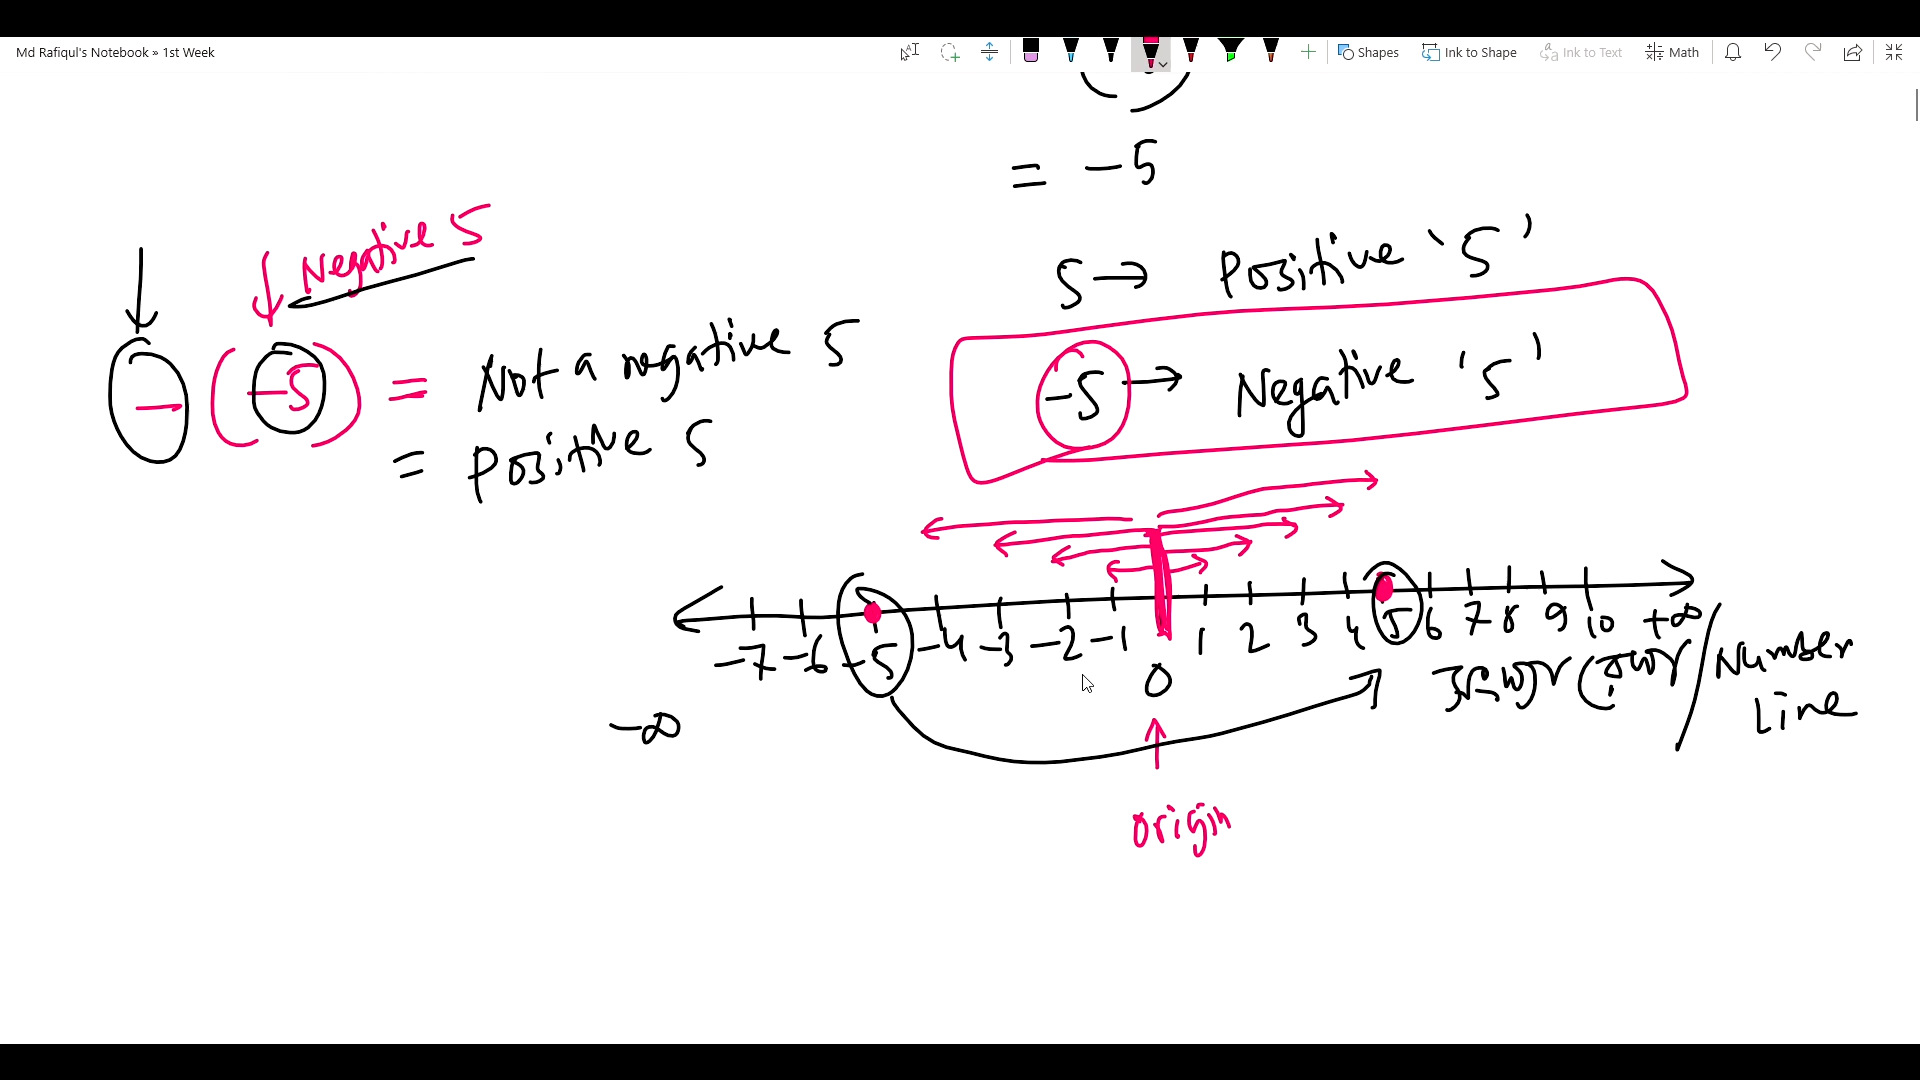 Md Rafiqul's Notebook » 1st Week
Shapes
Ink to Shape
Ink to Text
Math
= -5
Negative 5
5 → Positive '5'
-(-5) = Not a negative 5
= Positive 5
-5 → Negative '5'
-7 -6 -5 -4 -3 -2 -1 0 1 2 3 4 5 6 7 8 9 10 +∞
-∞
/ Number
Line
origin